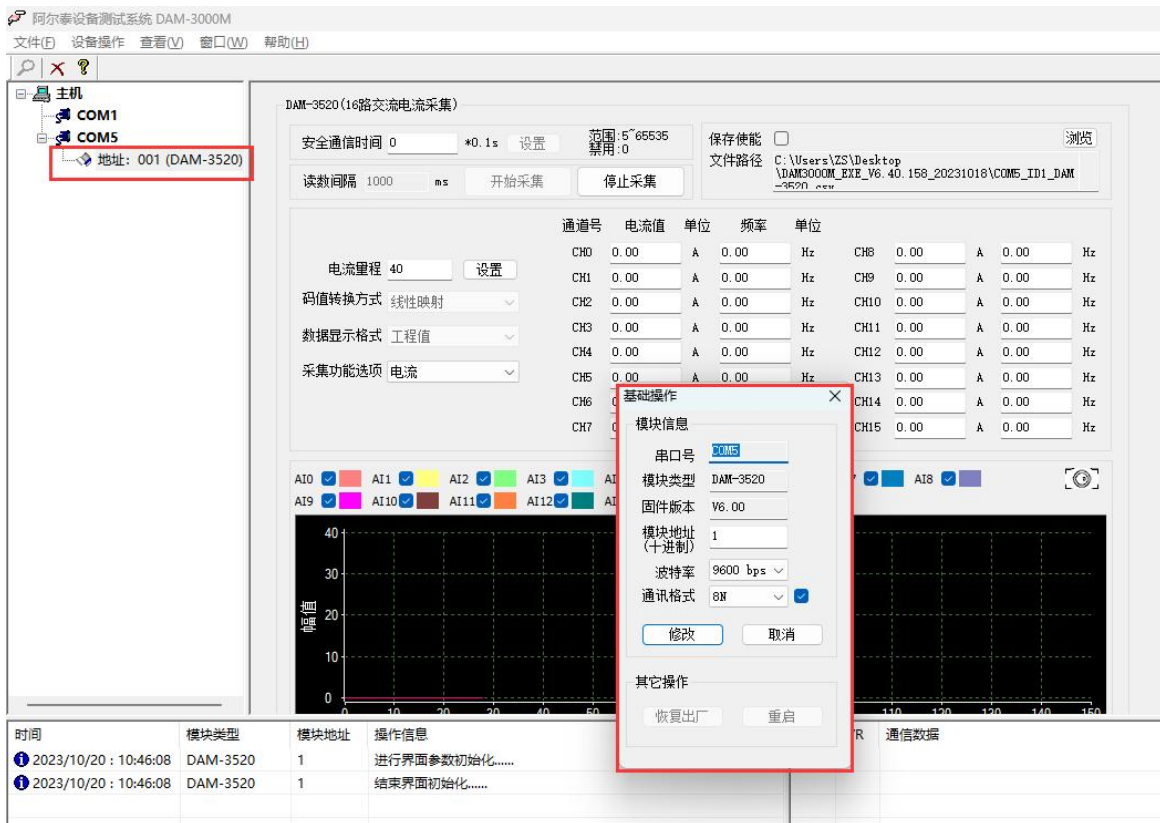 阿尔泰设备测试系统 DAM-3000M
文件(F) 设备操作 查看(V) 窗口(W) 帮助(H)
主机
COM1
COM5
地址：001 (DAM-3520)
DAM-3520(16路交流电流采集)
安全通信时间 0 *0.1s 设置 范围:5~65535
禁用:0
读数间隔 1000 ms 开始采集 停止采集
保存使能 浏览
文件路径 C:\Users\ZS\Desktop
\DAM3000M_EXE_V6.40.158_20231018\COM5_ID1_DAM
-3520.csv
电流量程 40 设置
码值转换方式 线性映射
数据显示格式 工程值
采集功能选项 电流
通道号 电流值 单位 频率 单位
CH0 0.00 A 0.00 Hz CH8 0.00 A 0.00 Hz
CH1 0.00 A 0.00 Hz CH9 0.00 A 0.00 Hz
CH2 0.00 A 0.00 Hz CH10 0.00 A 0.00 Hz
CH3 0.00 A 0.00 Hz CH11 0.00 A 0.00 Hz
CH4 0.00 A 0.00 Hz CH12 0.00 A 0.00 Hz
CH5 0.00 A 0.00 Hz CH13 0.00 A 0.00 Hz
CH6 CH14 0.00 A 0.00 Hz
CH7 CH15 0.00 A 0.00 Hz
基础操作
模块信息
串口号 COM5
模块类型 DAM-3520
固件版本 V6.00
模块地址 1
(十进制)
波特率 9600 bps
通讯格式 8N
修改 取消
其它操作
恢复出厂 重启
AI0 AI1 AI2 AI3 AI8
AI9 AI10 AI11 AI12
幅值
40
30
20
10
0
0 10 20 30 40 50 110 120 130 140 150
时间 模块类型 模块地址 操作信息 通信数据
2023/10/20 : 10:46:08 DAM-3520 1 进行界面参数初始化......
2023/10/20 : 10:46:08 DAM-3520 1 结束界面初始化......